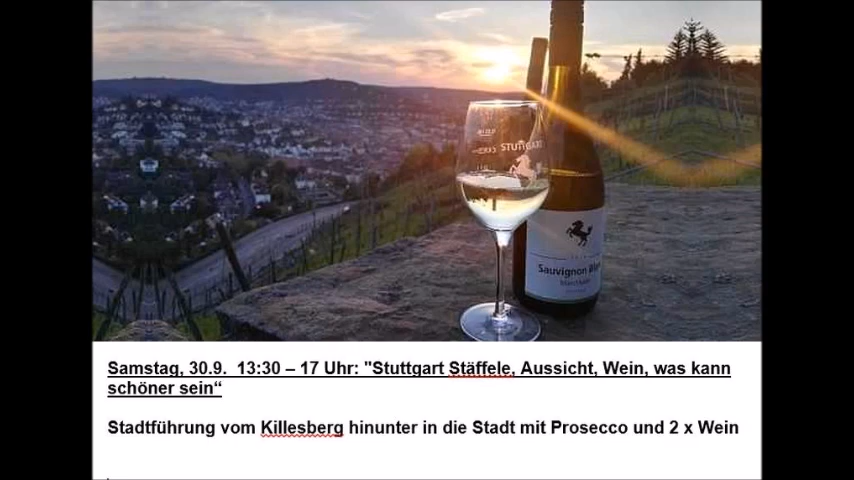 STUTTGART
Sauvignon
Samstag, 30.9. 13:30 – 17 Uhr: "Stuttgart Stäffele, Aussicht, Wein, was kann
schöner sein“
Stadtführung vom Killesberg hinunter in die Stadt mit Prosecco und 2 x Wein